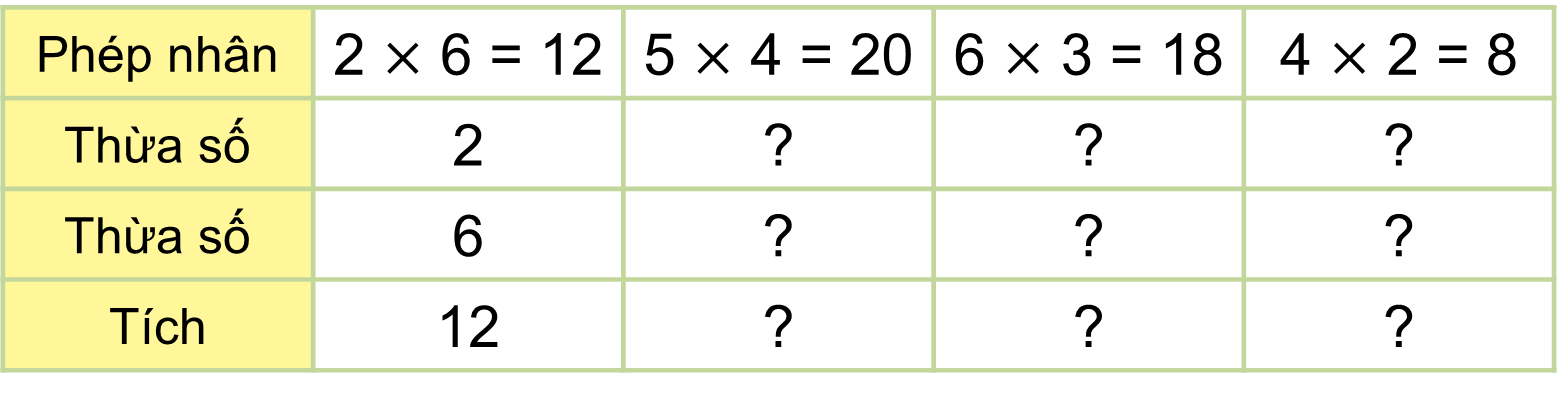 Phép nhân 2 × 6 = 12 5 × 4 = 20 6 × 3 = 18 4 × 2 = 8
Thừa số 2 ? ? ?
Thừa số 6 ? ? ?
Tích 12 ? ? ?